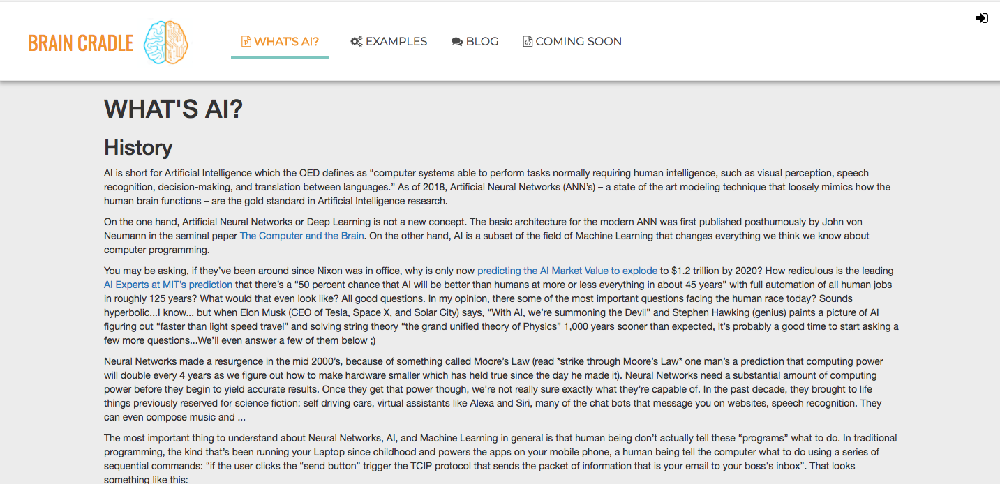 BRAIN CRADLE
WHAT'S AI?
EXAMPLES
BLOG
COMING SOON
WHAT'S AI?
History
AI is short for Artificial Intelligence which the OED defines as “computer systems able to perform tasks normally requiring human intelligence, such as visual perception, speech
recognition, decision-making, and translation between languages.” As of 2018, Artificial Neural Networks (ANN’s) – a state of the art modeling technique that loosely mimics how the
human brain functions – are the gold standard in Artificial Intelligence research.
On the one hand, Artificial Neural Networks or Deep Learning is not a new concept. The basic architecture for the modern ANN was first published posthumously by John von
Neumann in the seminal paper The Computer and the Brain. On the other hand, AI is a subset of the field of Machine Learning that changes everything we think we know about
computer programming.
You may be asking, if they’ve been around since Nixon was in office, why is only now predicting the AI Market Value to explode to $1.2 trillion by 2020? How rediculous is the leading
AI Experts at MIT’s prediction that there’s a “50 percent chance that AI will be better than humans at more or less everything in about 45 years” with full automation of all human jobs
in roughly 125 years? What would that even look like? All good questions. In my opinion, there some of the most important questions facing the human race today? Sounds
hyperbolic...I know... but when Elon Musk (CEO of Tesla, Space X, and Solar City) says, “With AI, we’re summoning the Devil” and Stephen Hawking (genius) paints a picture of AI
figuring out “faster than light speed travel” and solving string theory “the grand unified theory of Physics” 1,000 years sooner than expected, it’s probably a good time to start asking a
few more questions...We’ll even answer a few of them below ;)
Neural Networks made a resurgence in the mid 2000’s, because of something called Moore’s Law (read *strike through Moore’s Law* one man’s a prediction that computing power
will double every 4 years as we figure out how to make hardware smaller which has held true since the day he made it). Neural Networks need a substantial amount of computing
power before they begin to yield accurate results. Once they get that power though, we’re not really sure exactly what they're capable of. In the past decade, they brought to life
things previously reserved for science fiction: self driving cars, virtual assistants like Alexa and Siri, many of the chat bots that message you on websites, speech recognition. They
can even compose music and ...
The most important thing to understand about Neural Networks, AI, and Machine Learning in general is that human being don’t actually tell these “programs” what to do. In traditional
programming, the kind that’s been running your Laptop since childhood and powers the apps on your mobile phone, a human being tell the computer what to do using a series of
sequential commands: “if the user clicks the “send button” trigger the TCIP protocol that sends the packet of information that is your email to your boss's inbox”. That looks
something like this: